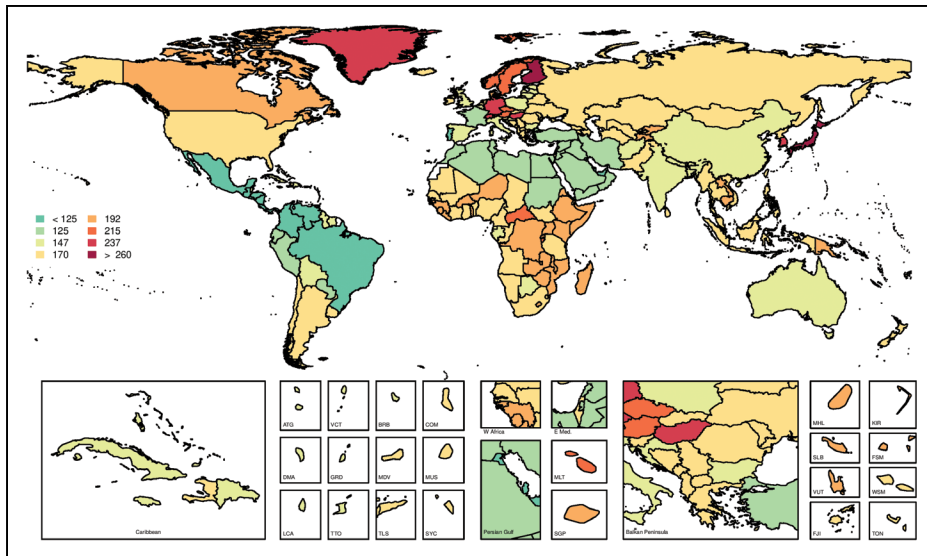 < 125 192
125 215
147 237
170 > 260
ATG VCT BRB COM
W Africa E Med.
MHL KIR
DMA GRD MDV MUS
MLT
SLB FSM
LCA TTO TLS SYC
SGP
VUT WSM
Caribbean
Persian Gulf
Balkan Peninsula
FJI TON